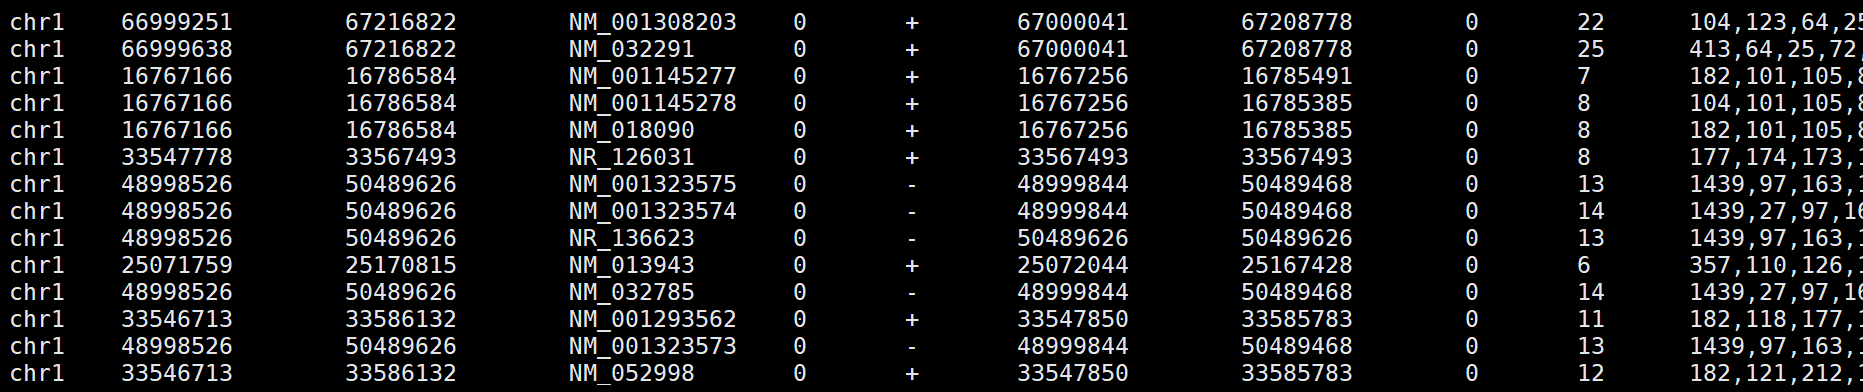 chr1 66999251 67216822 NM_001308203 0 + 67000041 67208778 0 22 104,123,64,25
chr1 66999638 67216822 NM_032291 0 + 67000041 67208778 0 25 413,64,25,72,
chr1 16767166 16786584 NM_001145277 0 + 16767256 16785491 0 7 182,101,105,8
chr1 16767166 16786584 NM_001145278 0 + 16767256 16785385 0 8 104,101,105,8
chr1 16767166 16786584 NM_018090 0 + 16767256 16785385 0 8 182,101,105,8
chr1 33547778 33567493 NR_126031 0 + 33567493 33567493 0 8 177,174,173,1
chr1 48998526 50489626 NM_001323575 0 - 48999844 50489468 0 13 1439,97,163,1
chr1 48998526 50489626 NM_001323574 0 - 48999844 50489468 0 14 1439,27,97,16
chr1 48998526 50489626 NR_136623 0 - 50489626 50489626 0 13 1439,97,163,1
chr1 25071759 25170815 NM_013943 0 + 25072044 25167428 0 6 357,110,126,1
chr1 48998526 50489626 NM_032785 0 - 48999844 50489468 0 14 1439,27,97,16
chr1 33546713 33586132 NM_001293562 0 + 33547850 33585783 0 11 182,118,177,1
chr1 48998526 50489626 NM_001323573 0 - 48999844 50489468 0 13 1439,97,163,1
chr1 33546713 33586132 NM_052998 0 + 33547850 33585783 0 12 182,121,212,1